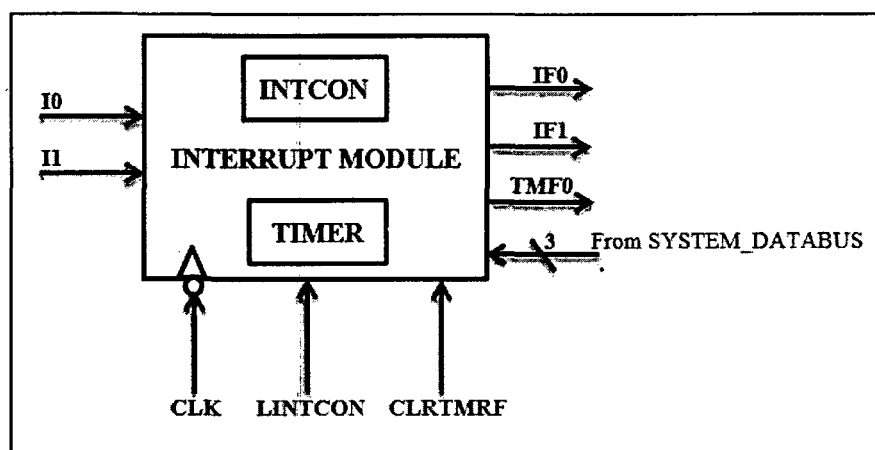 INTCON
IF0
I0
IF1
I1
INTERRUPT MODULE
TMF0
TIMER
3
From SYSTEM_DATABUS
CLK
LINTCON
CLRTMRF